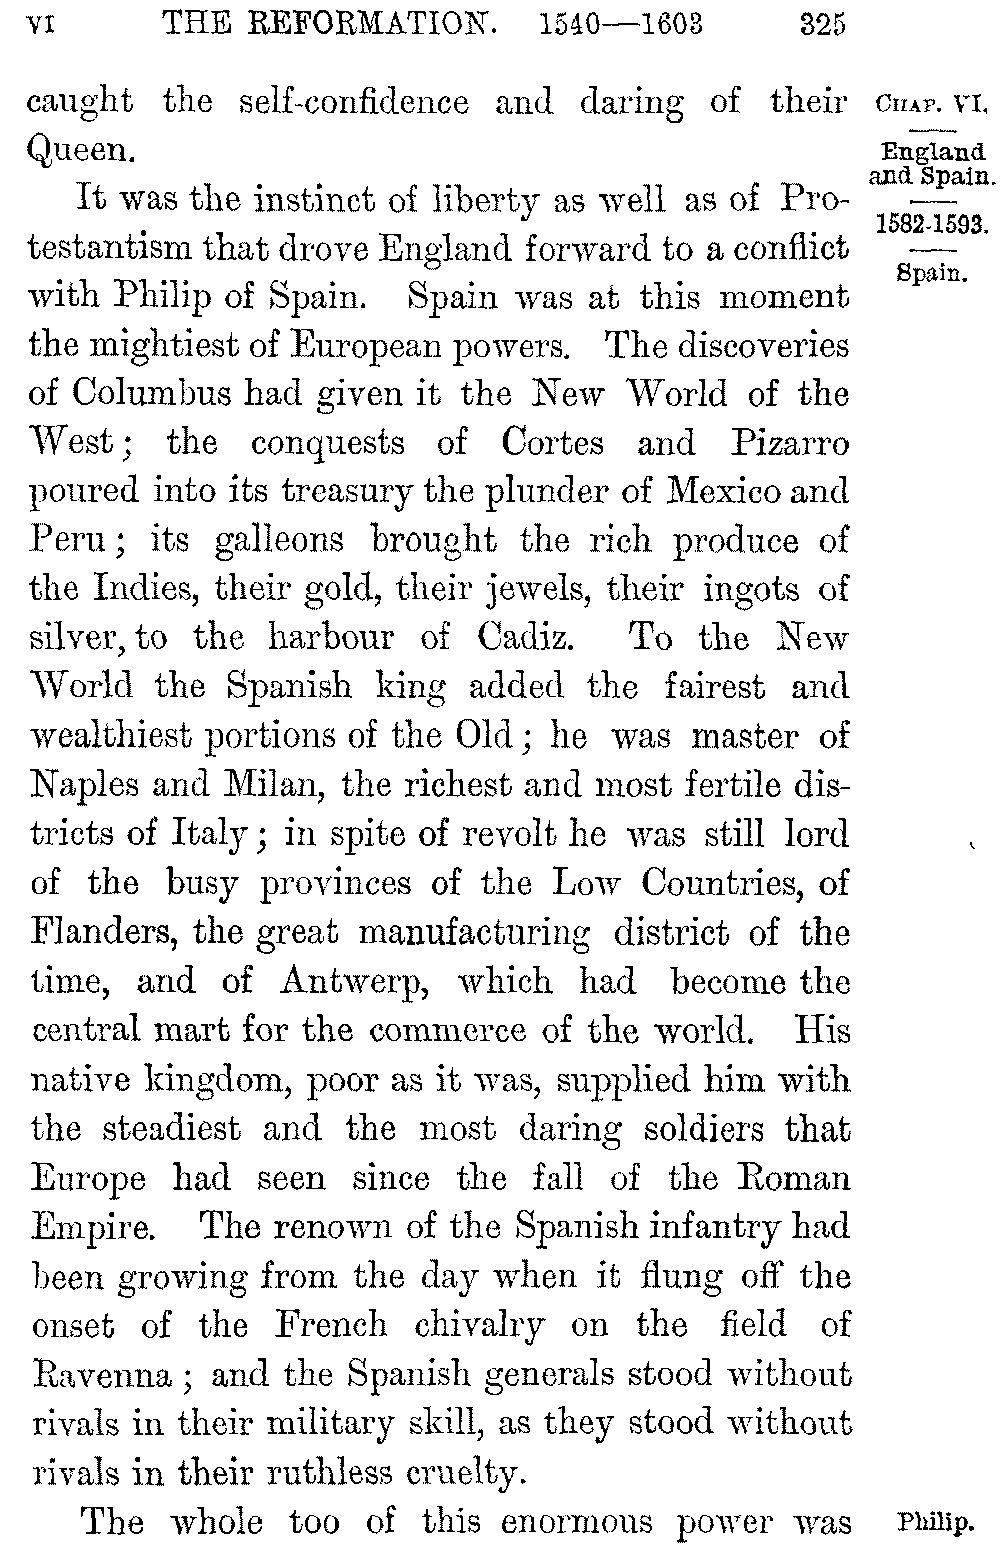 VI THE REFORMATION. 1540—1603 325
caught the self-confidence and daring of their
Queen.
It was the instinct of liberty as well as of Pro-
testantism that drove England forward to a conflict
with Philip of Spain. Spain was at this moment
the mightiest of European powers. The discoveries
of Columbus had given it the New World of the
West; the conquests of Cortes and Pizarro
poured into its treasury the plunder of Mexico and
Peru; its galleons brought the rich produce of
the Indies, their gold, their jewels, their ingots of
silver, to the harbour of Cadiz. To the New
World the Spanish king added the fairest and
wealthiest portions of the Old; he was master of
Naples and Milan, the richest and most fertile dis-
tricts of Italy; in spite of revolt he was still lord
of the busy provinces of the Low Countries, of
Flanders, the great manufacturing district of the
time, and of Antwerp, which had become the
central mart for the commerce of the world. His
native kingdom, poor as it was, supplied him with
the steadiest and the most daring soldiers that
Europe had seen since the fall of the Roman
Empire. The renown of the Spanish infantry had
been growing from the day when it flung off the
onset of the French chivalry on the field of
Ravenna; and the Spanish generals stood without
rivals in their military skill, as they stood without
rivals in their ruthless cruelty.
The whole too of this enormous power was
CHAP. VI.
England
and Spain.
1582-1593.
Spain.
Philip.